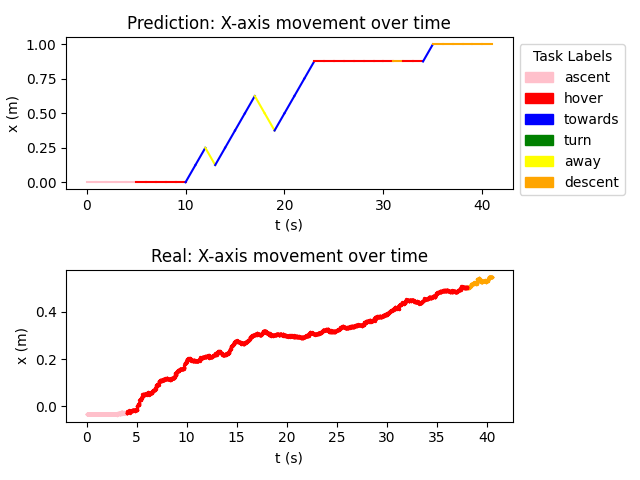 Prediction: X-axis movement over time
1.00
0.75
0.50
0.25
0.00
x (m)
0 10 20 30 40
t (s)
Task Labels
ascent
hover
towards
turn
away
descent
Real: X-axis movement over time
0.4
0.2
0.0
x (m)
0 5 10 15 20 25 30 35 40
t (s)